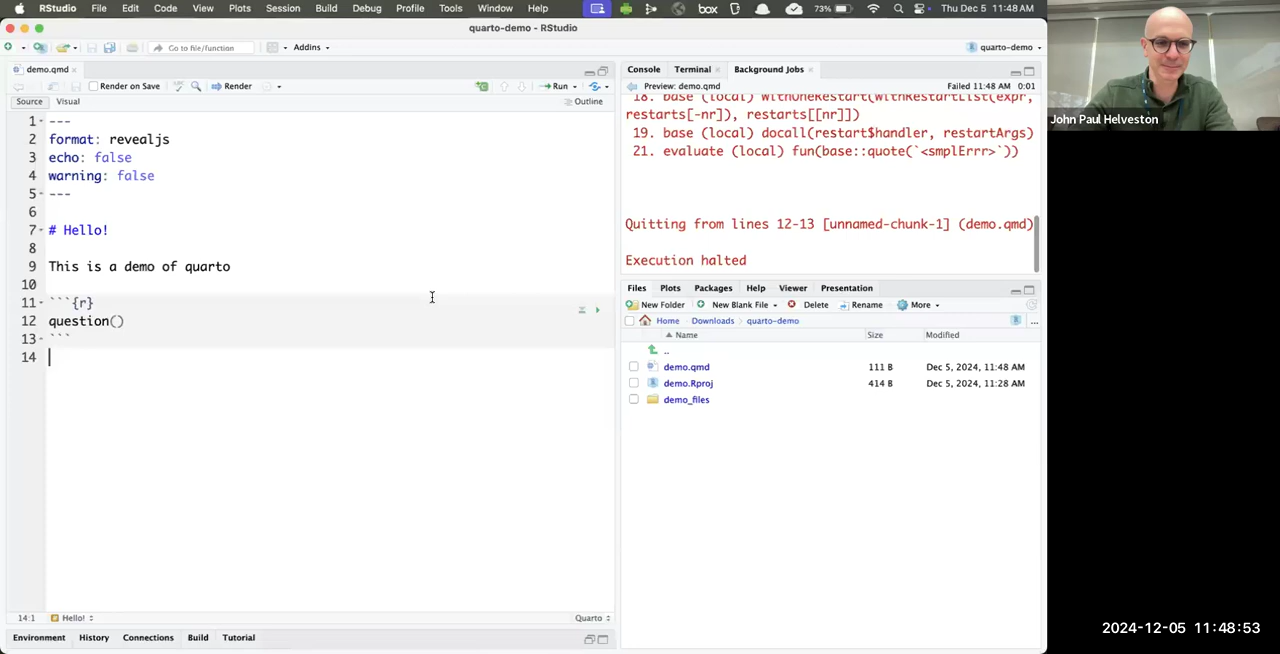 RStudio File Edit Code View Plots Session Build Debug Profile Tools Window Help box 73% Thu Dec 5 11:48 AM
quarto-demo - RStudio
Go to file/function Addins quarto-demo
demo.qmd
Render on Save Render Run
Source Visual Outline
1 ---
2 format: revealjs
3 echo: false
4 warning: false
5 ---
6
7 # Hello!
8
9 This is a demo of quarto
10
11 ```{r}
12 question()
13 ```
14
14:1 Hello! Quarto
Environment History Connections Build Tutorial
Console Terminal Background Jobs
Preview: demo.qmd Failed 11:48 AM 0:01
18. base (local) withOneRestart(withRestartList(expr,
restarts[-nr]), restarts[[nr]])
19. base (local) docall(restart$handler, restartArgs)
21. evaluate (local) fun(base::quote(`<smplErrr>`))
Quitting from lines 12-13 [unnamed-chunk-1] (demo.qmd)
Execution halted
Files Plots Packages Help Viewer Presentation
New Folder New Blank File Delete Rename More
Home Downloads quarto-demo ...
Name Size Modified
..
demo.qmd 111 B Dec 5, 2024, 11:48 AM
demo.Rproj 414 B Dec 5, 2024, 11:28 AM
demo_files
John Paul Helveston
2024-12-05 11:48:53